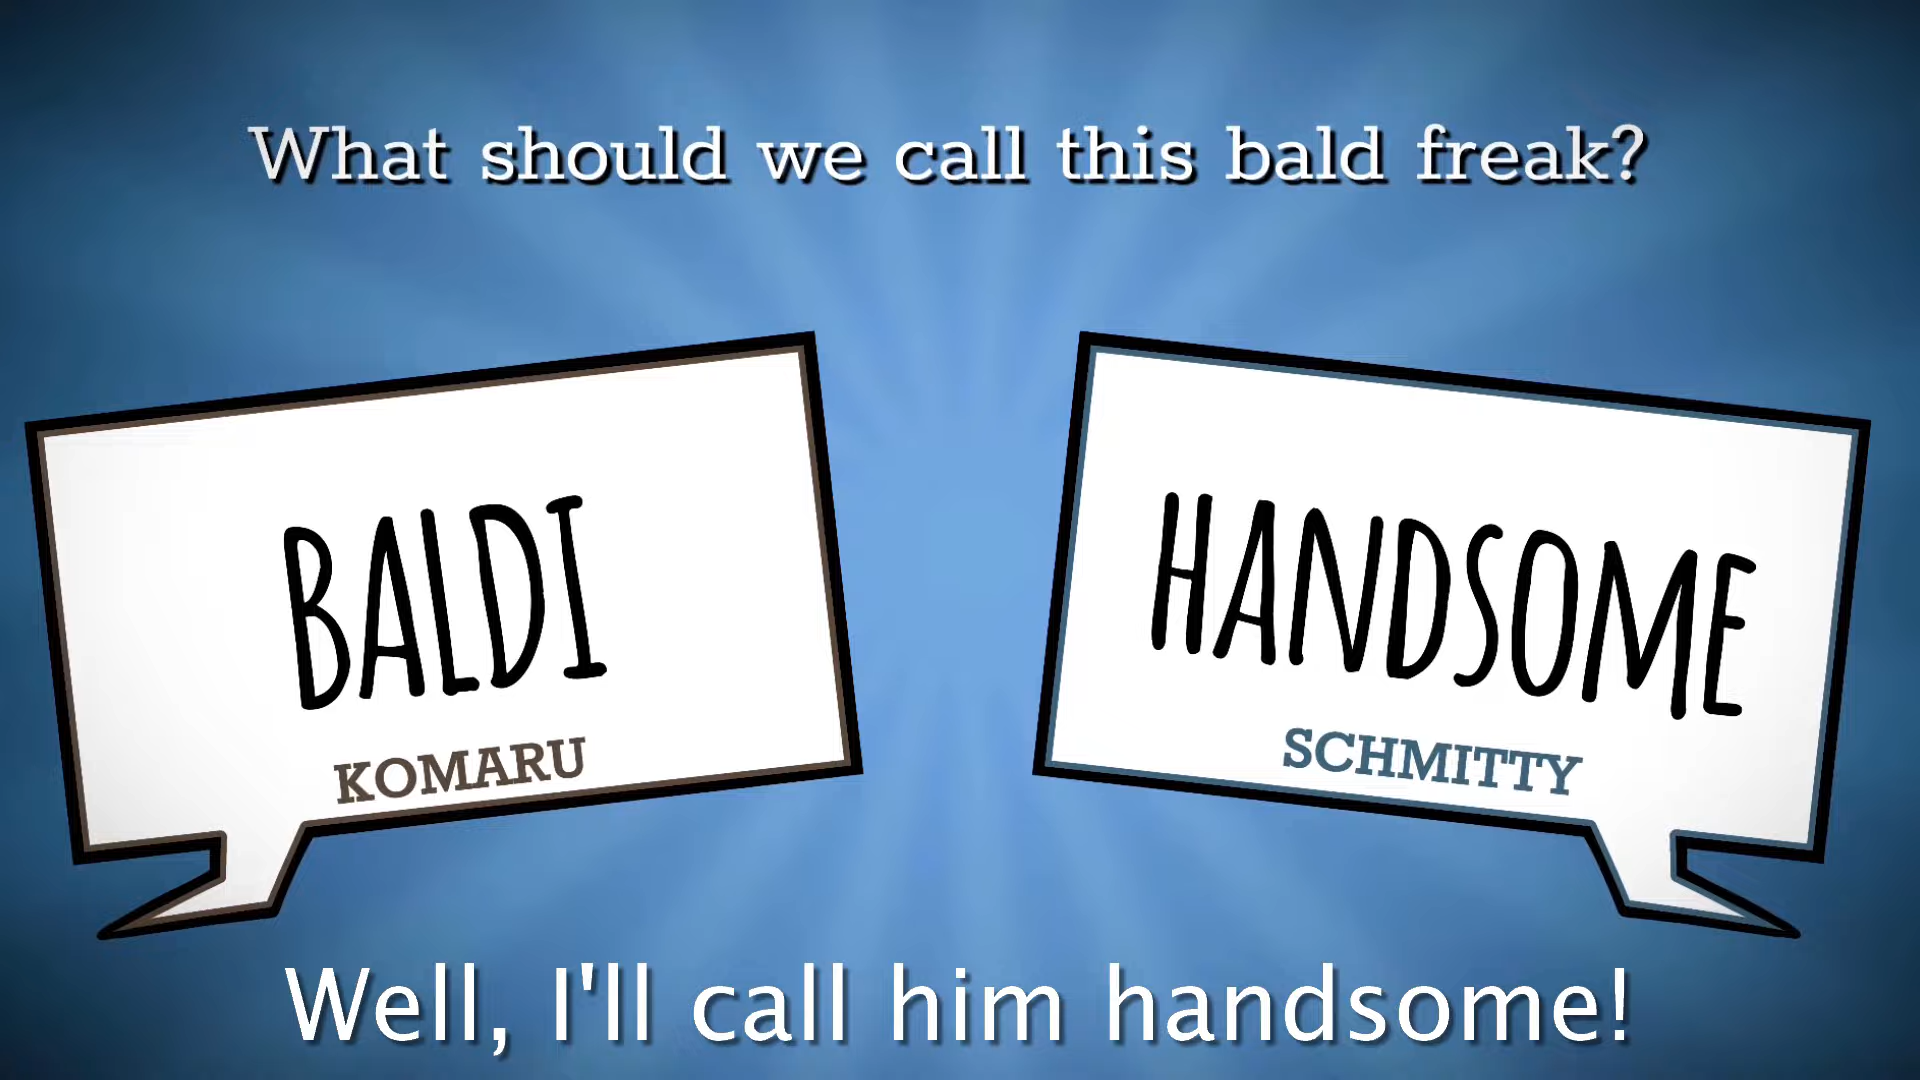 What should we call this bald freak?
BALDI
KOMARU
HANDSOME
SCHMITTY
Well, I'll call him handsome!